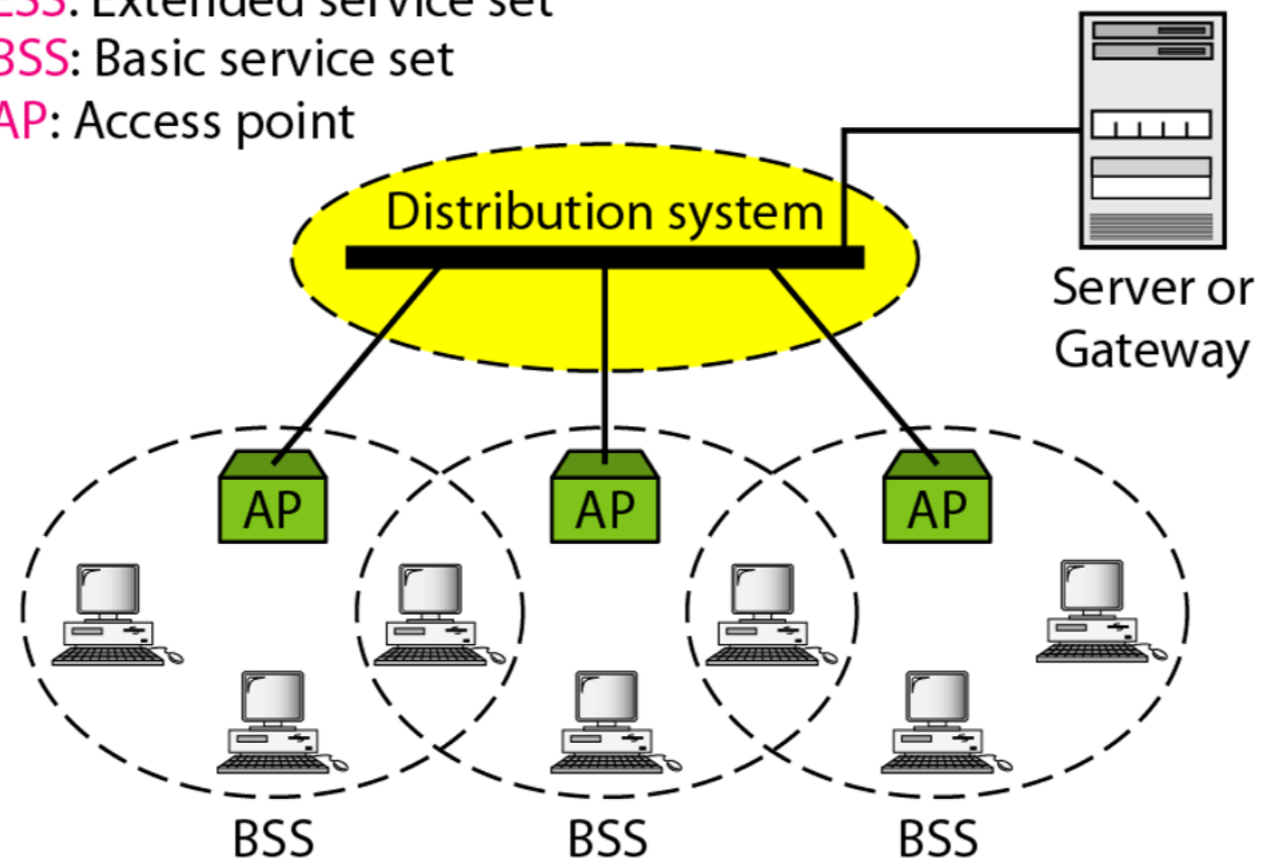 ESS: Extended service set
BSS: Basic service set
AP: Access point
Distribution system
Server or
Gateway
AP AP AP
BSS BSS BSS